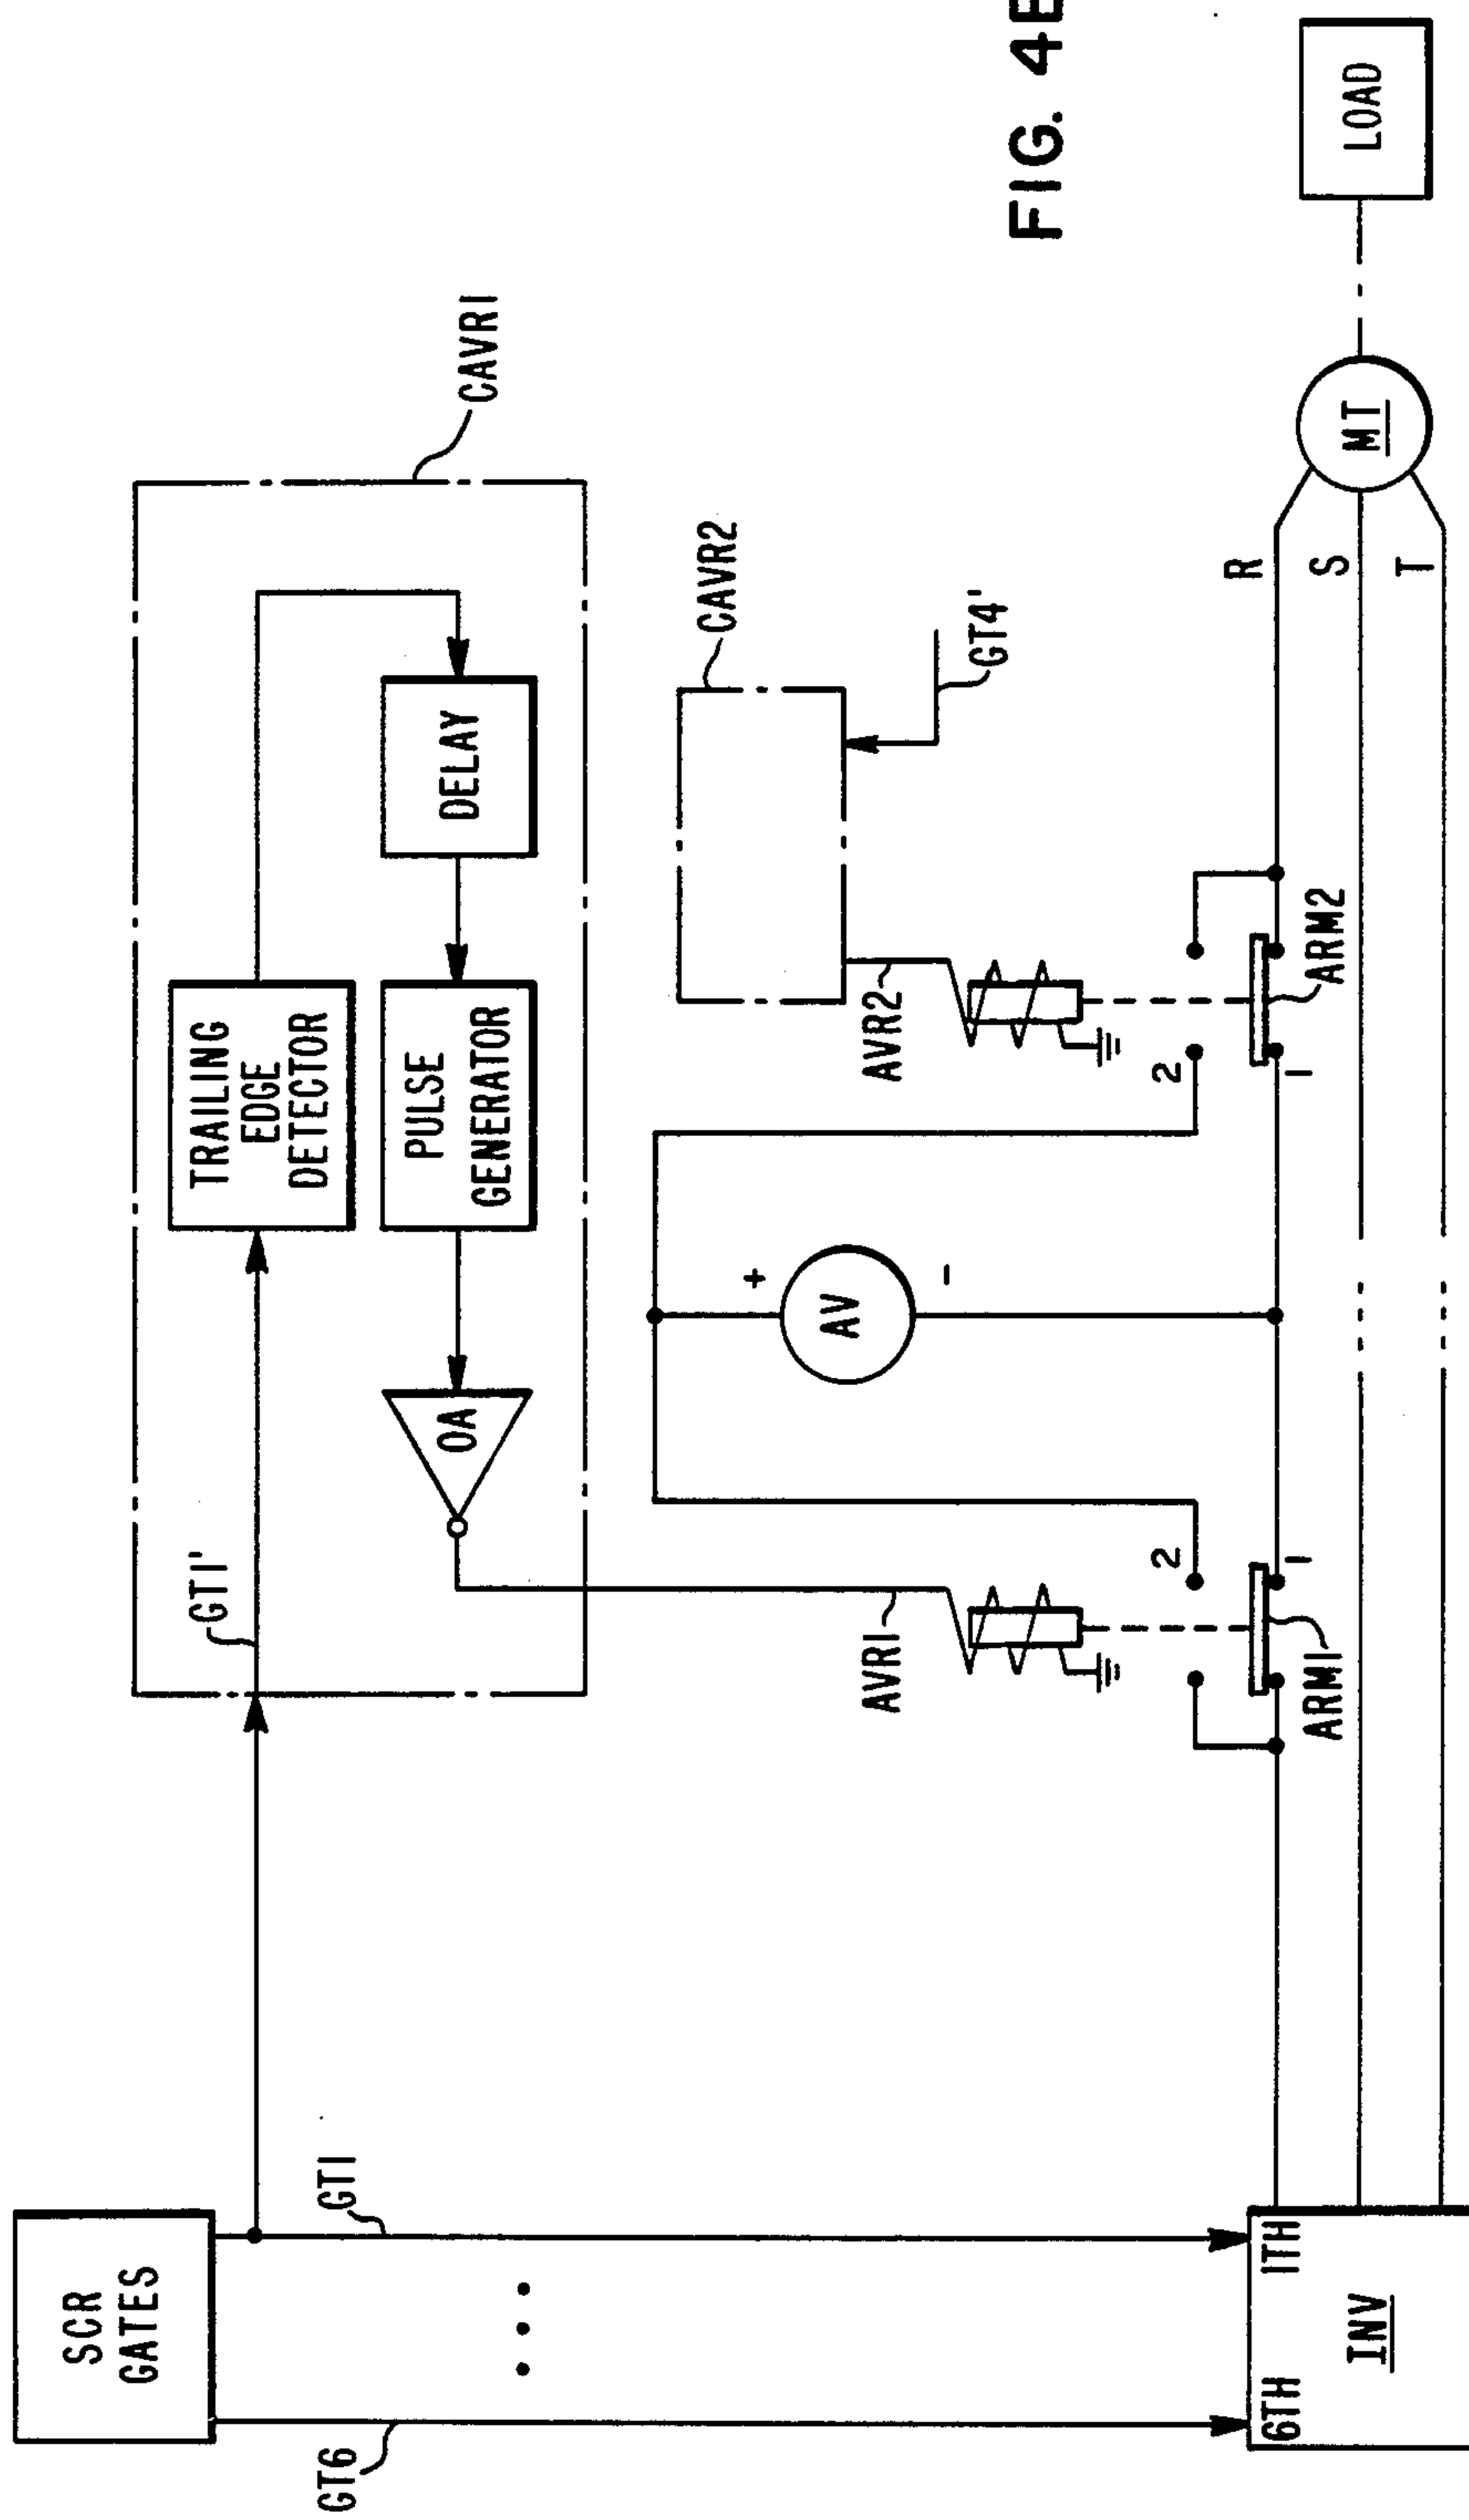 SCR
GATES
GT6
GT1
GT1'
TRAILING
EDGE
DETECTOR
PULSE
GENERATOR
DELAY
OA
CAVR1
CAVR2
GT4'
AVR1
AVR2
+
AV
-
2
1
ARM1
2
1
ARM2
6TH
1TH
INV
R
S
T
MT
LOAD
FIG. 4E